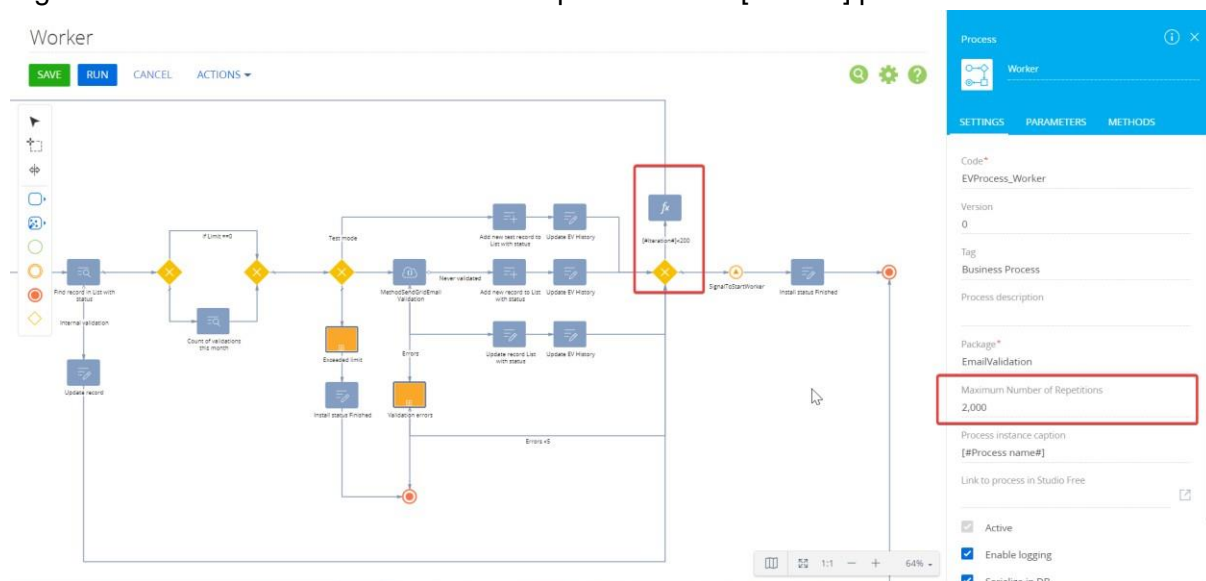 Worker
SAVE RUN CANCEL ACTIONS
If Limit ==0
Test mode
[#Iteration#]<200
Add new test record to List with status
Update EV History
Never validated
Find record in List with status
MethodSendGridEmail Validation
Add new record to List with status
Update EV History
SignalToStartWorker
Install status Finished
Internal validation
Count of validations this month
Exceeded limit
Errors
Update record List with status
Update EV History
Update record
Install status Finished
Validation errors
Errors <5
1:1 64%
Process
Worker
SETTINGS PARAMETERS METHODS
Code*
EVProcess_Worker
Version
0
Tag
Business Process
Process description
Package*
EmailValidation
Maximum Number of Repetitions
2,000
Process instance caption
[#Process name#]
Link to process in Studio Free
Active
Enable logging